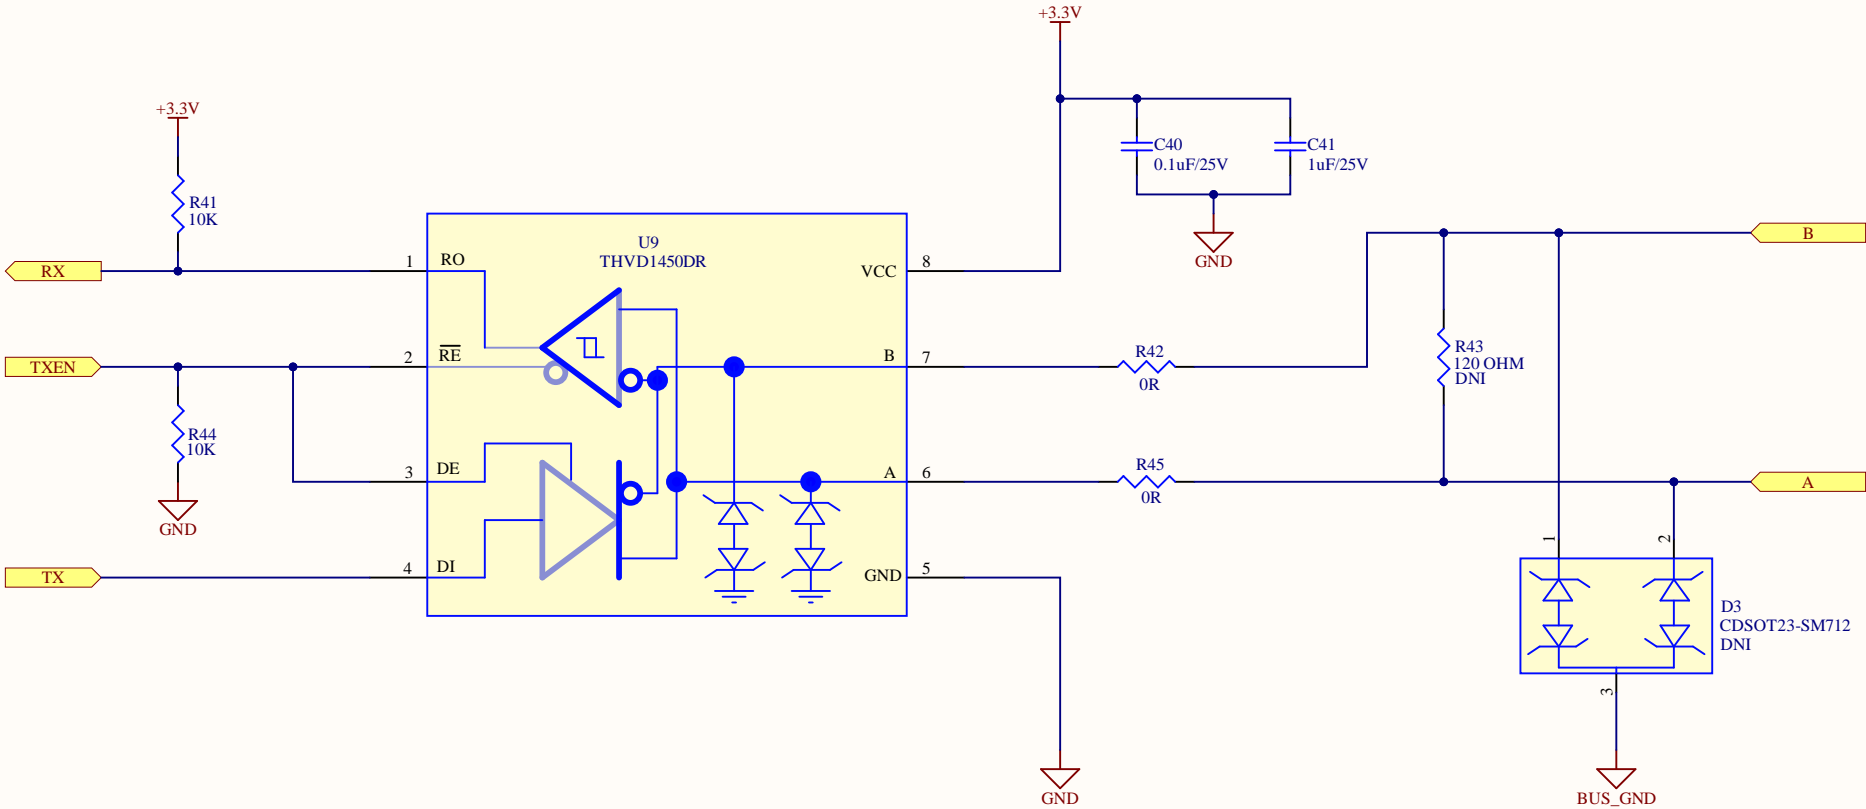 +3.3V
+3.3V
C40
0.1uF/25V
C41
1uF/25V
R41
10K
GND
U9
THVD1450DR
RX
1
RO
VCC
8
B
TXEN
2
RE
B
7
R42
0R
R43
120 OHM
DNI
R44
10K
GND
3
DE
A
6
R45
0R
A
TX
4
DI
GND
5
1
2
D3
CDSOT23-SM712
DNI
3
GND
BUS_GND